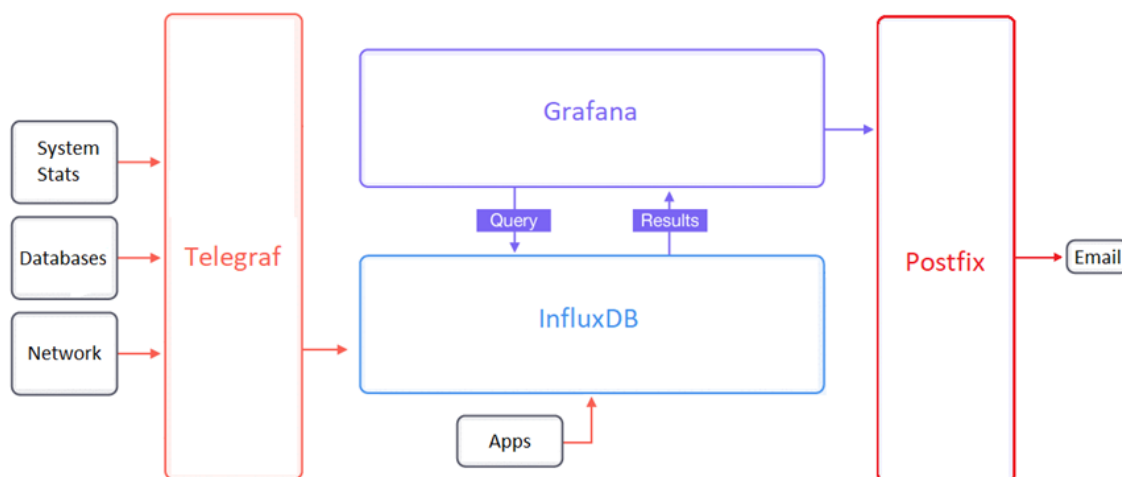 System
Stats
Databases
Network
Telegraf
Grafana
Query
Results
InfluxDB
Apps
Postfix
Email